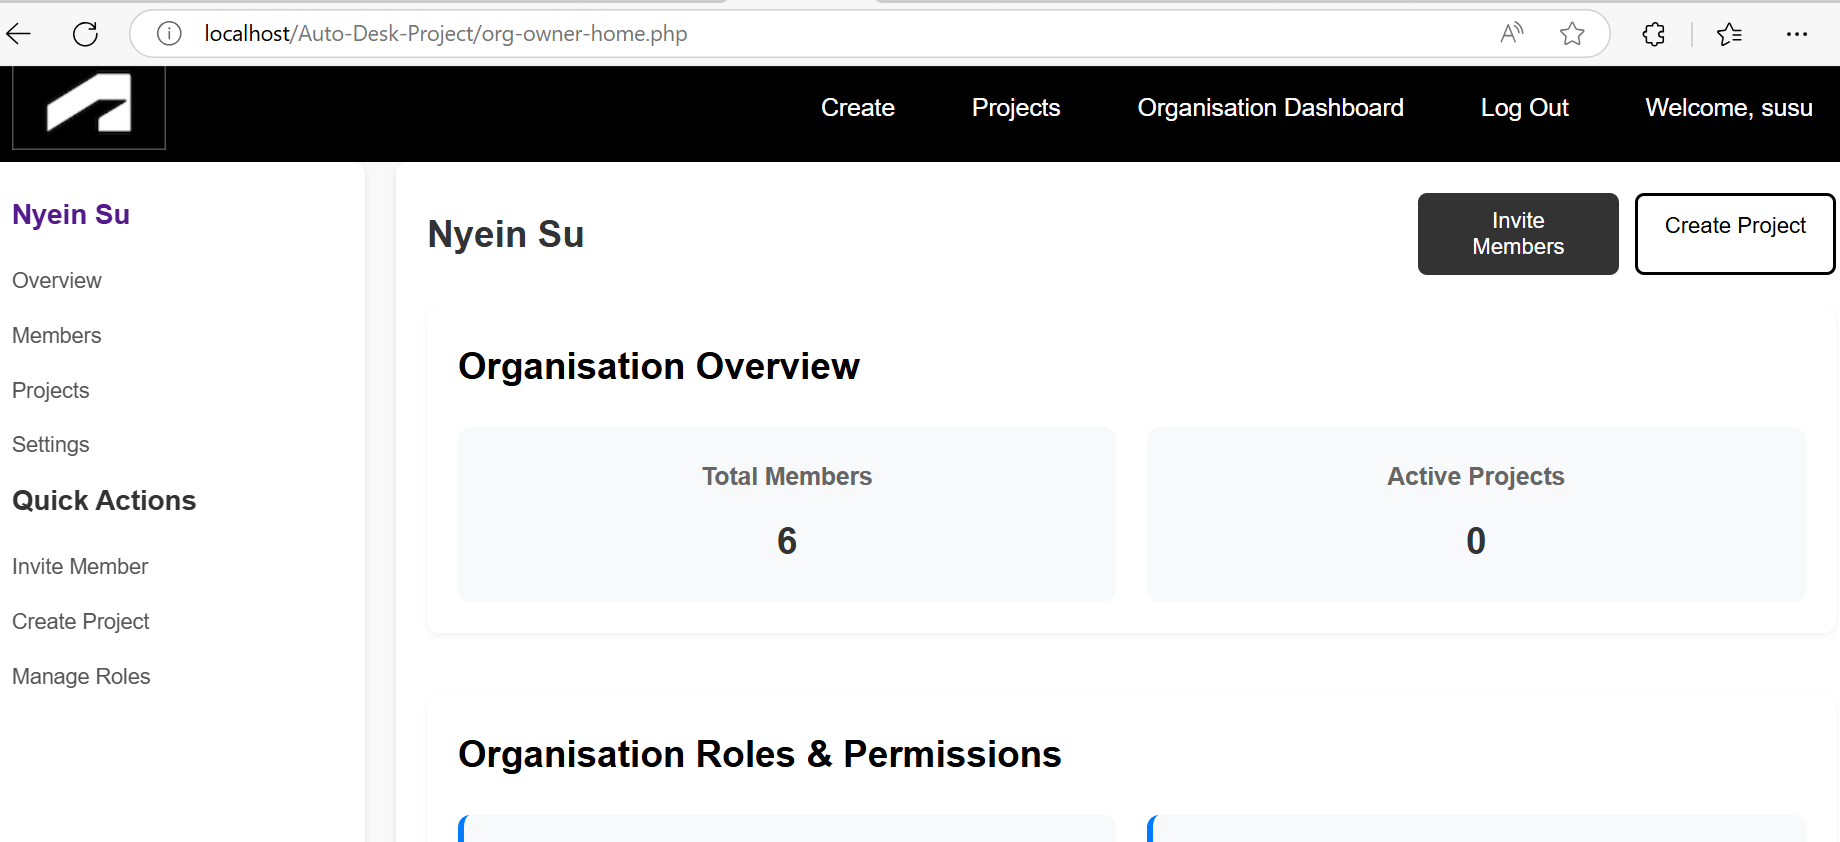 localhost/Auto-Desk-Project/org-owner-home.php
Create Projects Organisation Dashboard Log Out Welcome, susu
Nyein Su
Overview
Members
Projects
Settings
Quick Actions
Invite Member
Create Project
Manage Roles
Nyein Su
Invite
Members
Create Project
Organisation Overview
Total Members
6
Active Projects
0
Organisation Roles & Permissions